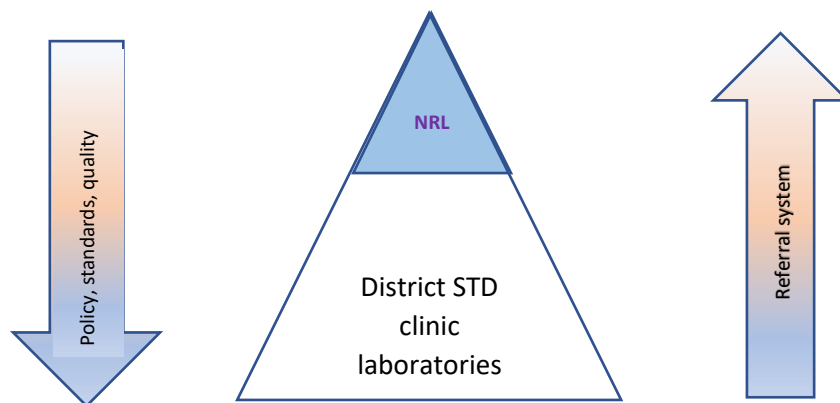 Policy, standards, quality
NRL
District STD
clinic
laboratories
Referral system